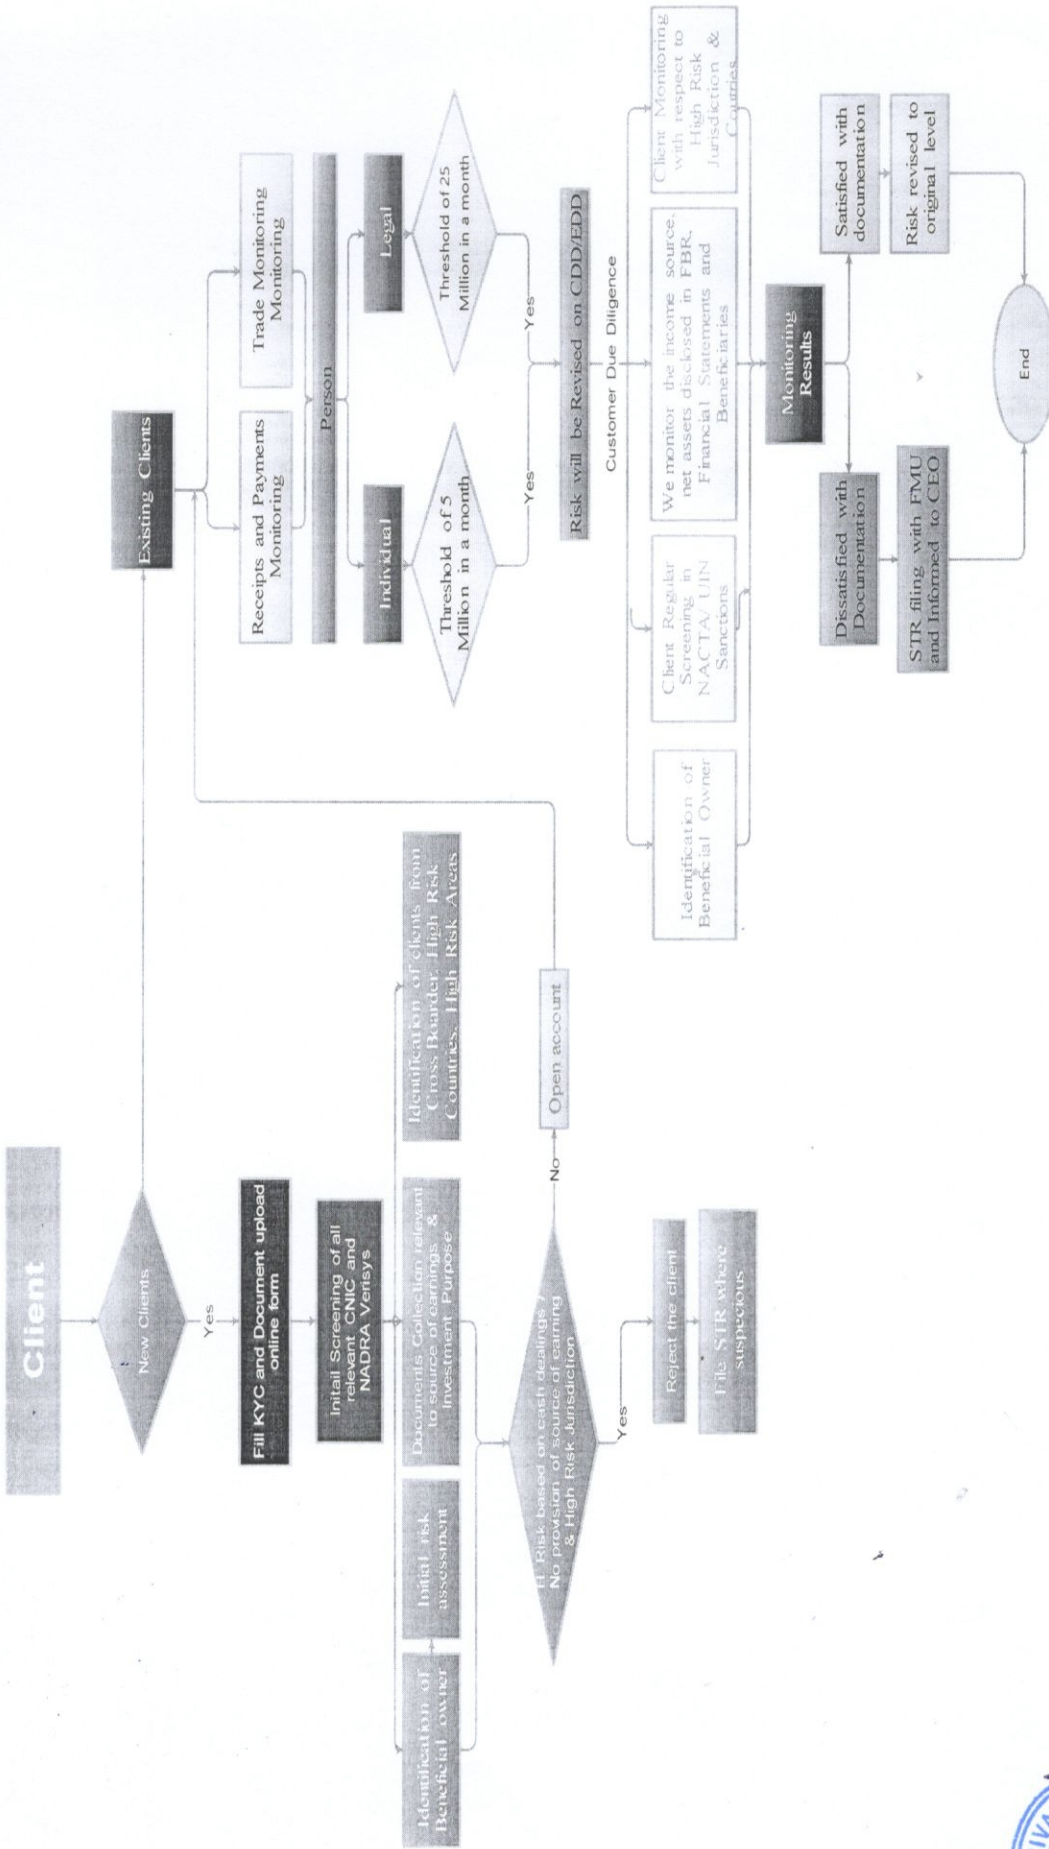 Client
New Clients
Yes
Fill KYC and Document upload
online form
Initail Screening of all
relevant CNIC and
NADRA Verisys
Identification of
Beneficial owner
Initial risk
assessment
Documents Collection relevant
to source of earnings &
Investment Purpose
Identification of clients from
Cross Boarder, High Risk
Countries, High Risk Areas
Risk based on cash dealings /
No provision of source of earning
& High Risk Jurisdiction
No
Open account
Yes
Reject the client
File STR where
suspecious
Existing Clients
Receipts and Payments
Monitoring
Trade Monitoring
Monitoring
Person
Individual
Legal
Threshold of 5
Million in a month
Threshold of 25
Million in a month
Yes
Yes
Risk will be Revised on CDD/EDD
Customer Due Diligence
Identification of
Beneficial Owner
Client Regular
Screening in
NACTA/ UIN
Sanctions
We monitor the income source,
net assets disclosed in FBR,
Financial Statements and
Beneficiaries
Client Monitoring
with respect to
High Risk
Jurisdiction &
Coutries
Monitoring
Results
Dissatisfied with
Documentation
Satisfied with
documentation
STR filing with FMU
and Informed to CEO
Risk revised to
original level
End